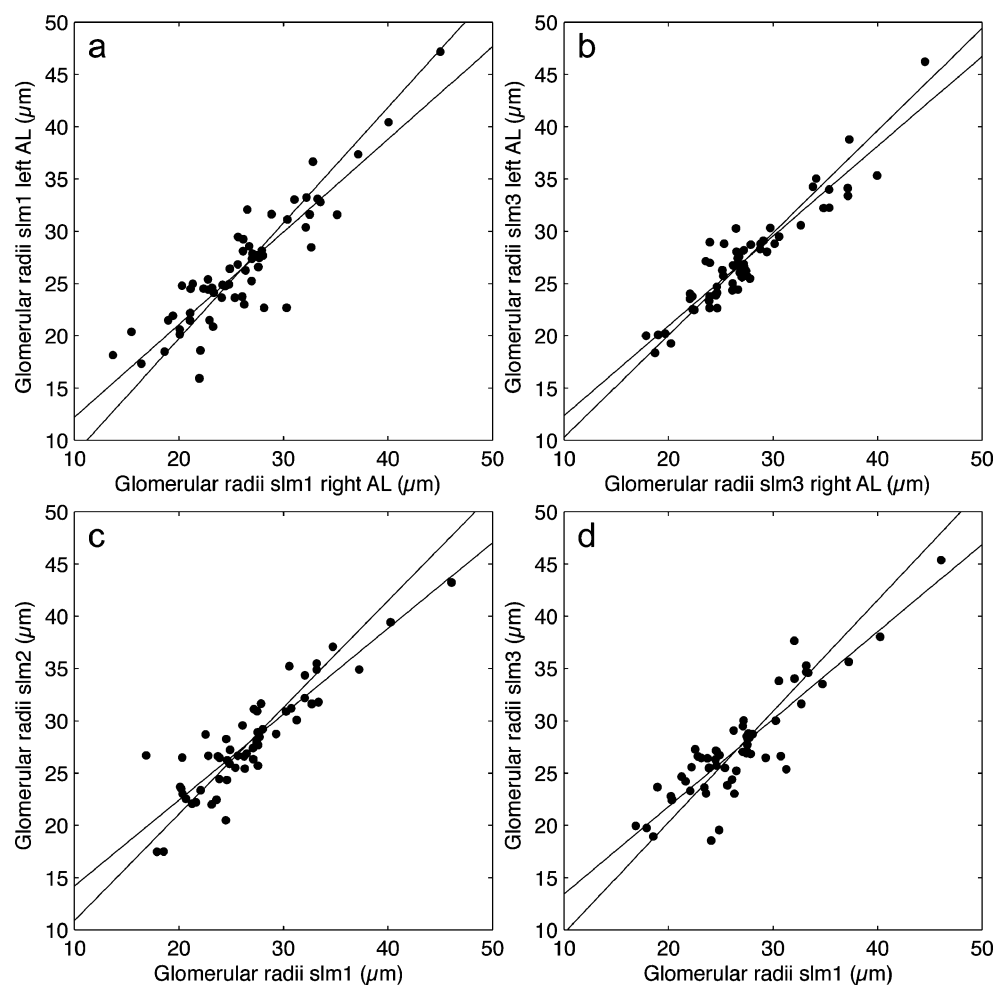 a
50
45
40
35
30
25
20
15
10
Glomerular radii slm1 left AL (µm)
10 20 30 40 50
Glomerular radii slm1 right AL (µm)
b
50
45
40
35
30
25
20
15
10
Glomerular radii slm3 left AL (µm)
10 20 30 40 50
Glomerular radii slm3 right AL (µm)
c
50
45
40
35
30
25
20
15
10
Glomerular radii slm2 (µm)
10 20 30 40 50
Glomerular radii slm1 (µm)
d
50
45
40
35
30
25
20
15
10
Glomerular radii slm3 (µm)
10 20 30 40 50
Glomerular radii slm1 (µm)